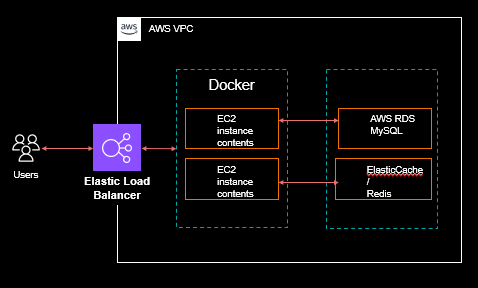 aws
AWS VPC
Docker
EC2
instance
contents
AWS RDS
MySQL
Users
Elastic Load
Balancer
EC2
instance
contents
ElasticCache
/
Redis